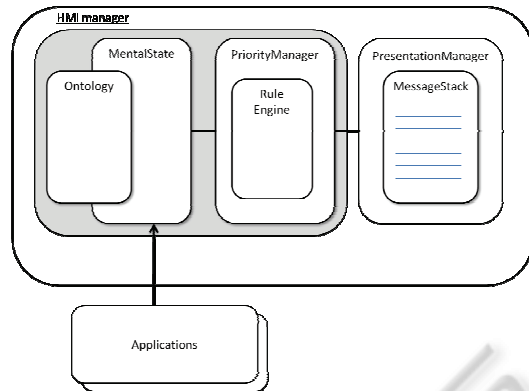 HMI manager
MentalState
PriorityManager
PresentationManager
Ontology
Rule
Engine
MessageStack
Applications